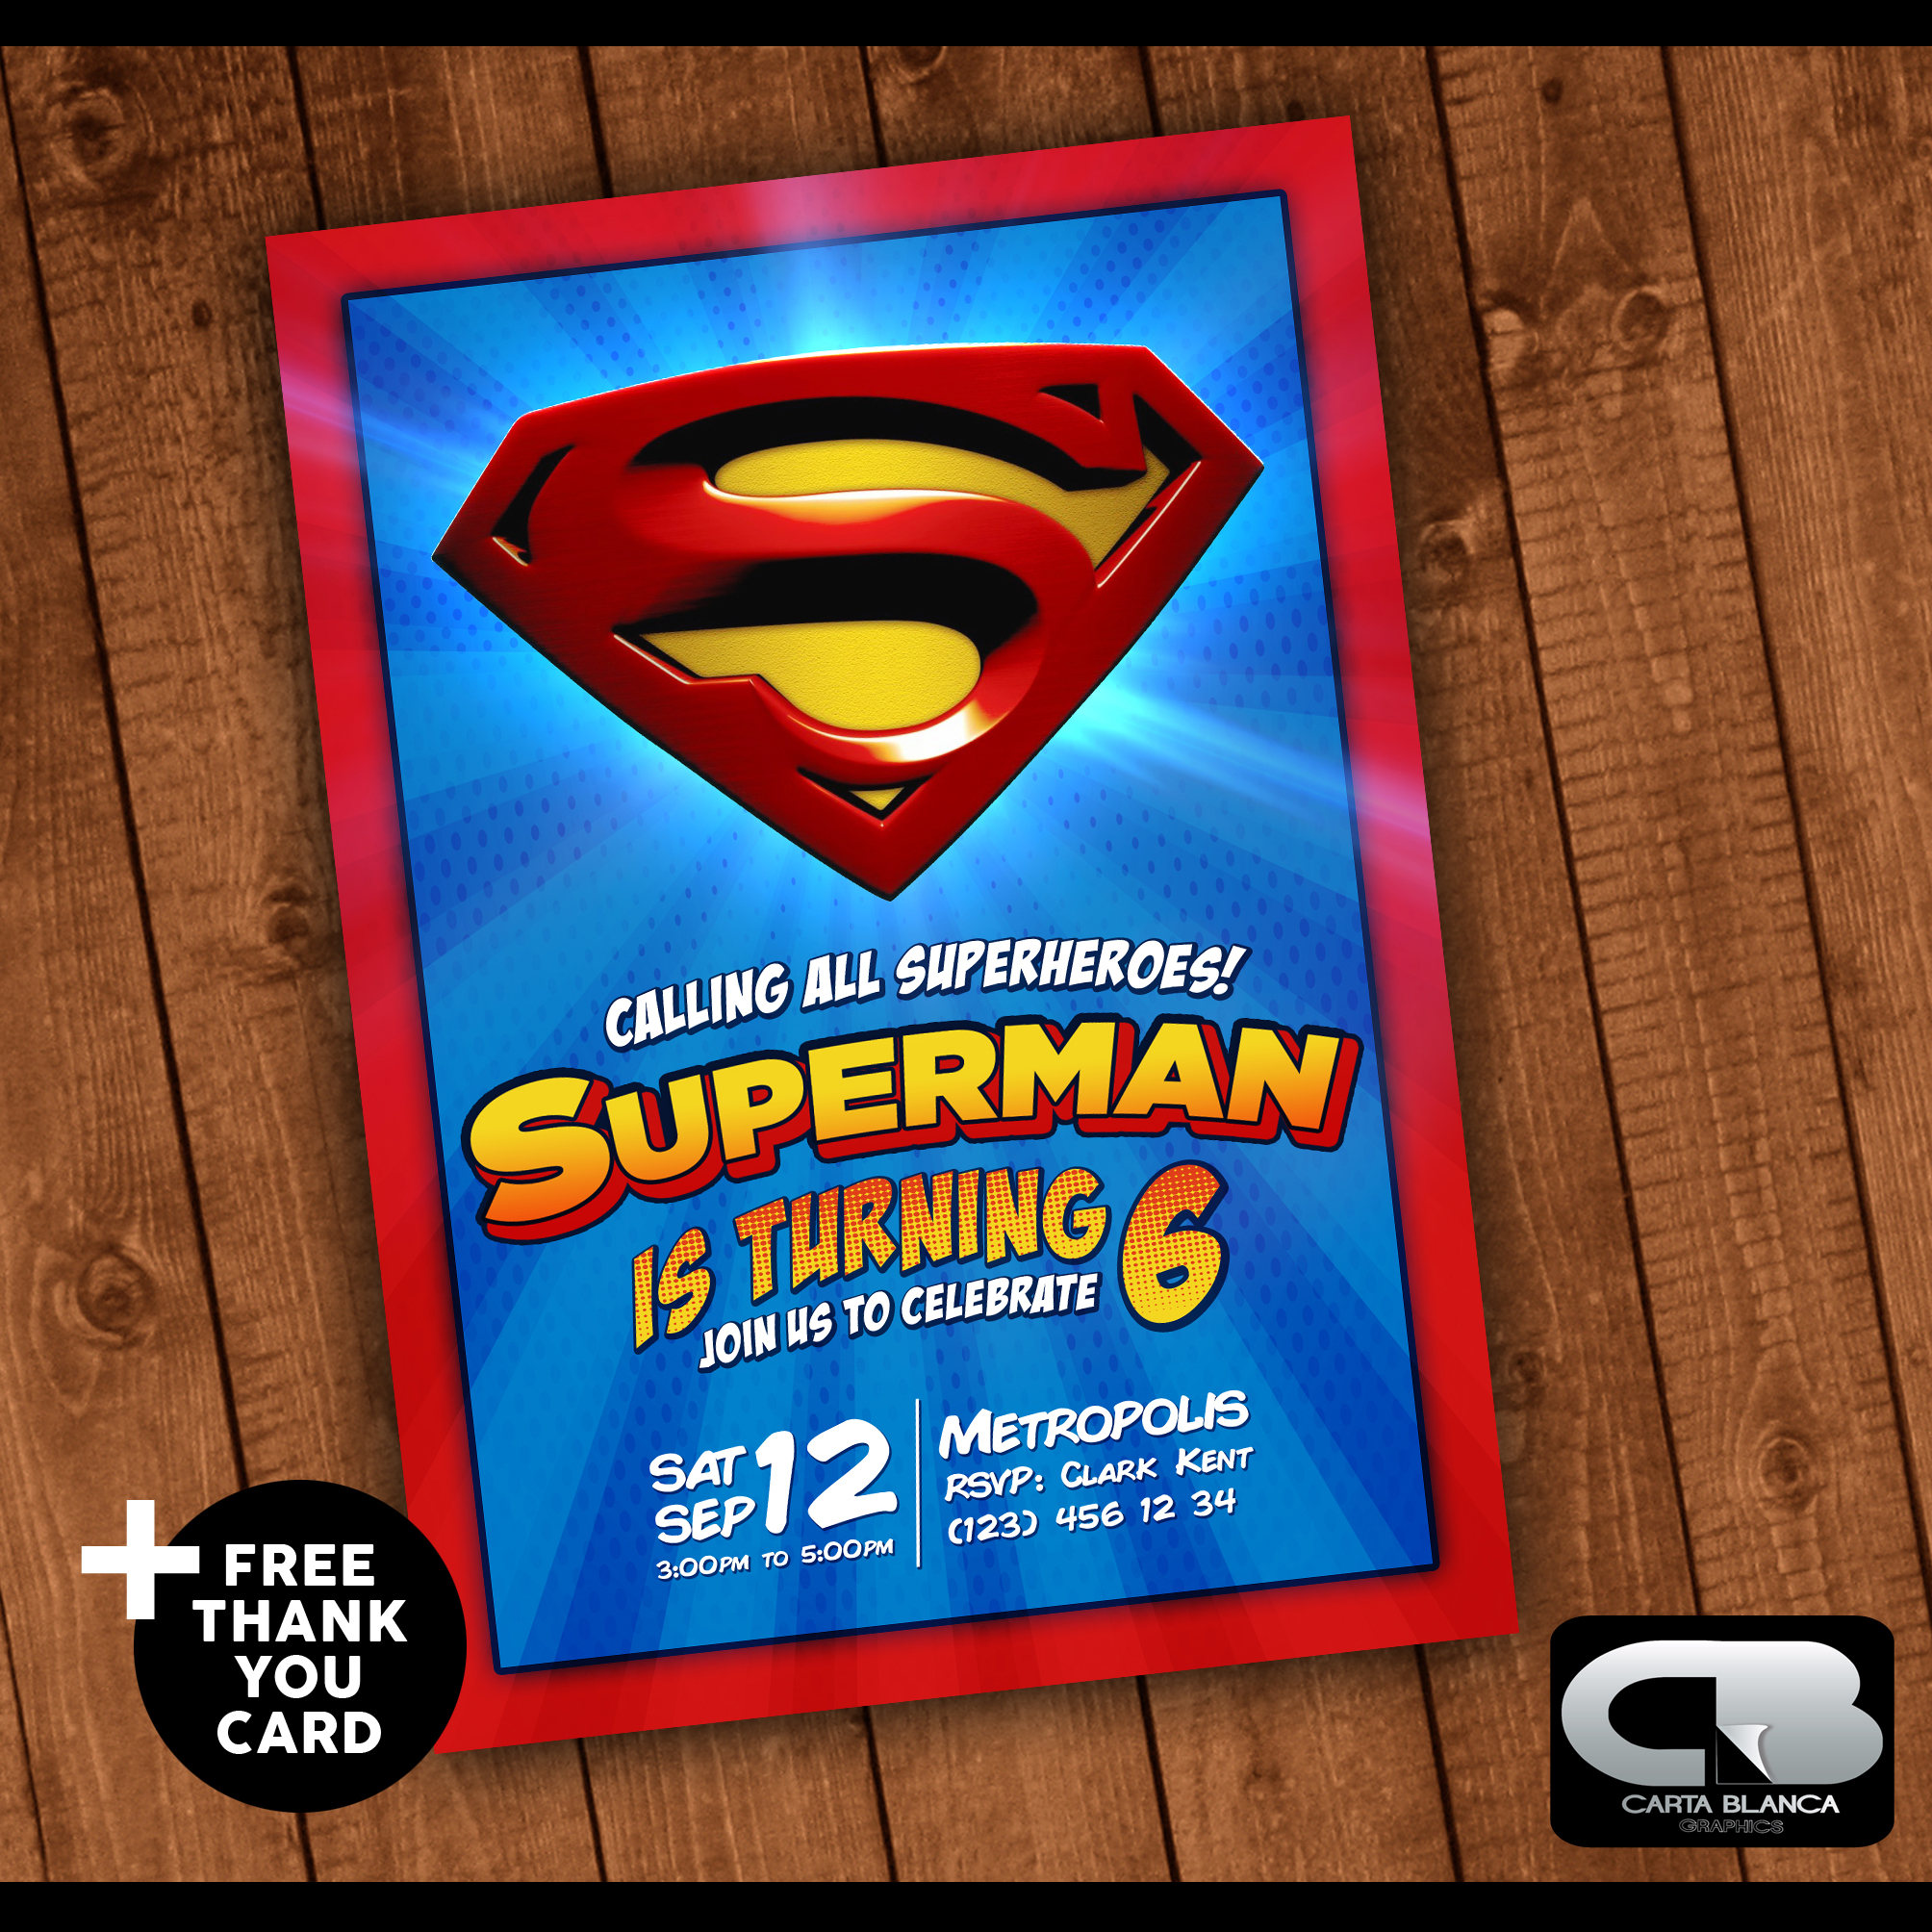 CALLING ALL SUPERHEROES!
SUPERMAN
IS TURNING 6
JOIN US TO CELEBRATE
SAT
SEP 12
3:00PM TO 5:00PM
METROPOLIS
RSVP: CLARK KENT
(123) 456 12 34
+ FREE
THANK
YOU
CARD
CB
CARTA BLANCA
GRAPHICS